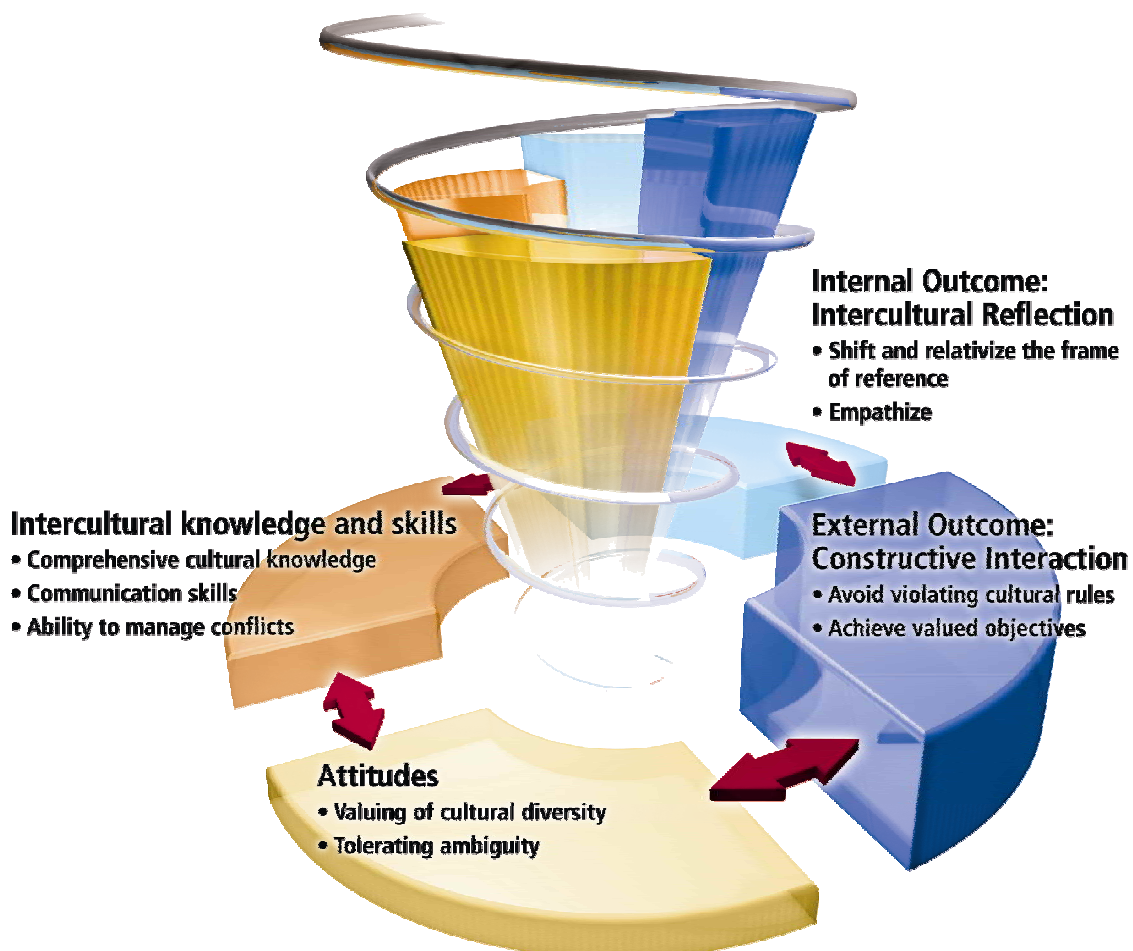 Internal Outcome:
Intercultural Reflection
• Shift and relativize the frame
of reference
• Empathize
Intercultural knowledge and skills
• Comprehensive cultural knowledge
• Communication skills
• Ability to manage conflicts
External Outcome:
Constructive Interaction
• Avoid violating cultural rules
• Achieve valued objectives
Attitudes
• Valuing of cultural diversity
• Tolerating ambiguity